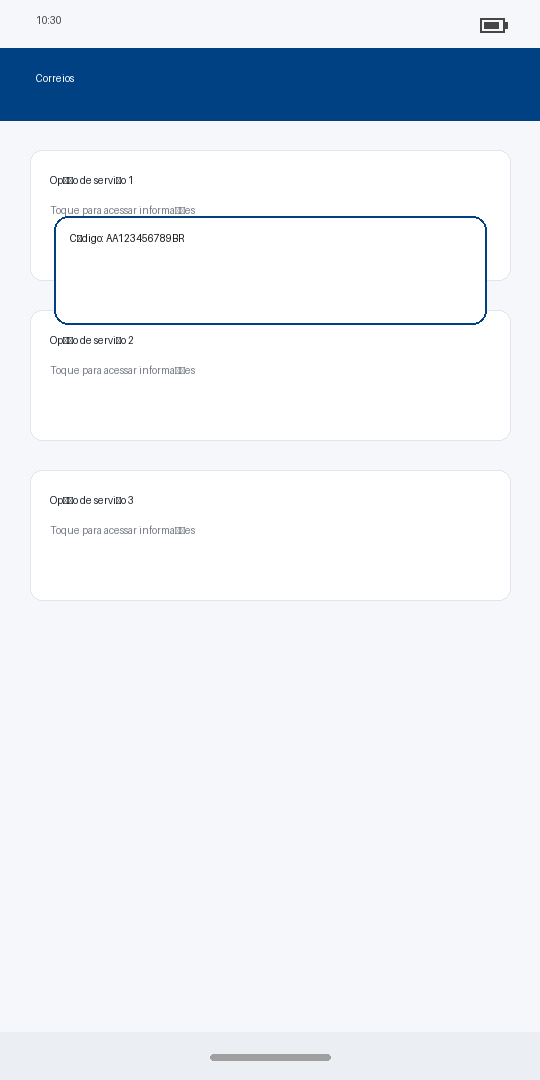 10:30
Correios
Op▯▯o de servi▯o 1
Toque para acessar informa▯▯es
C▯digo: AA123456789BR
Op▯▯o de servi▯o 2
Toque para acessar informa▯▯es
Op▯▯o de servi▯o 3
Toque para acessar informa▯▯es